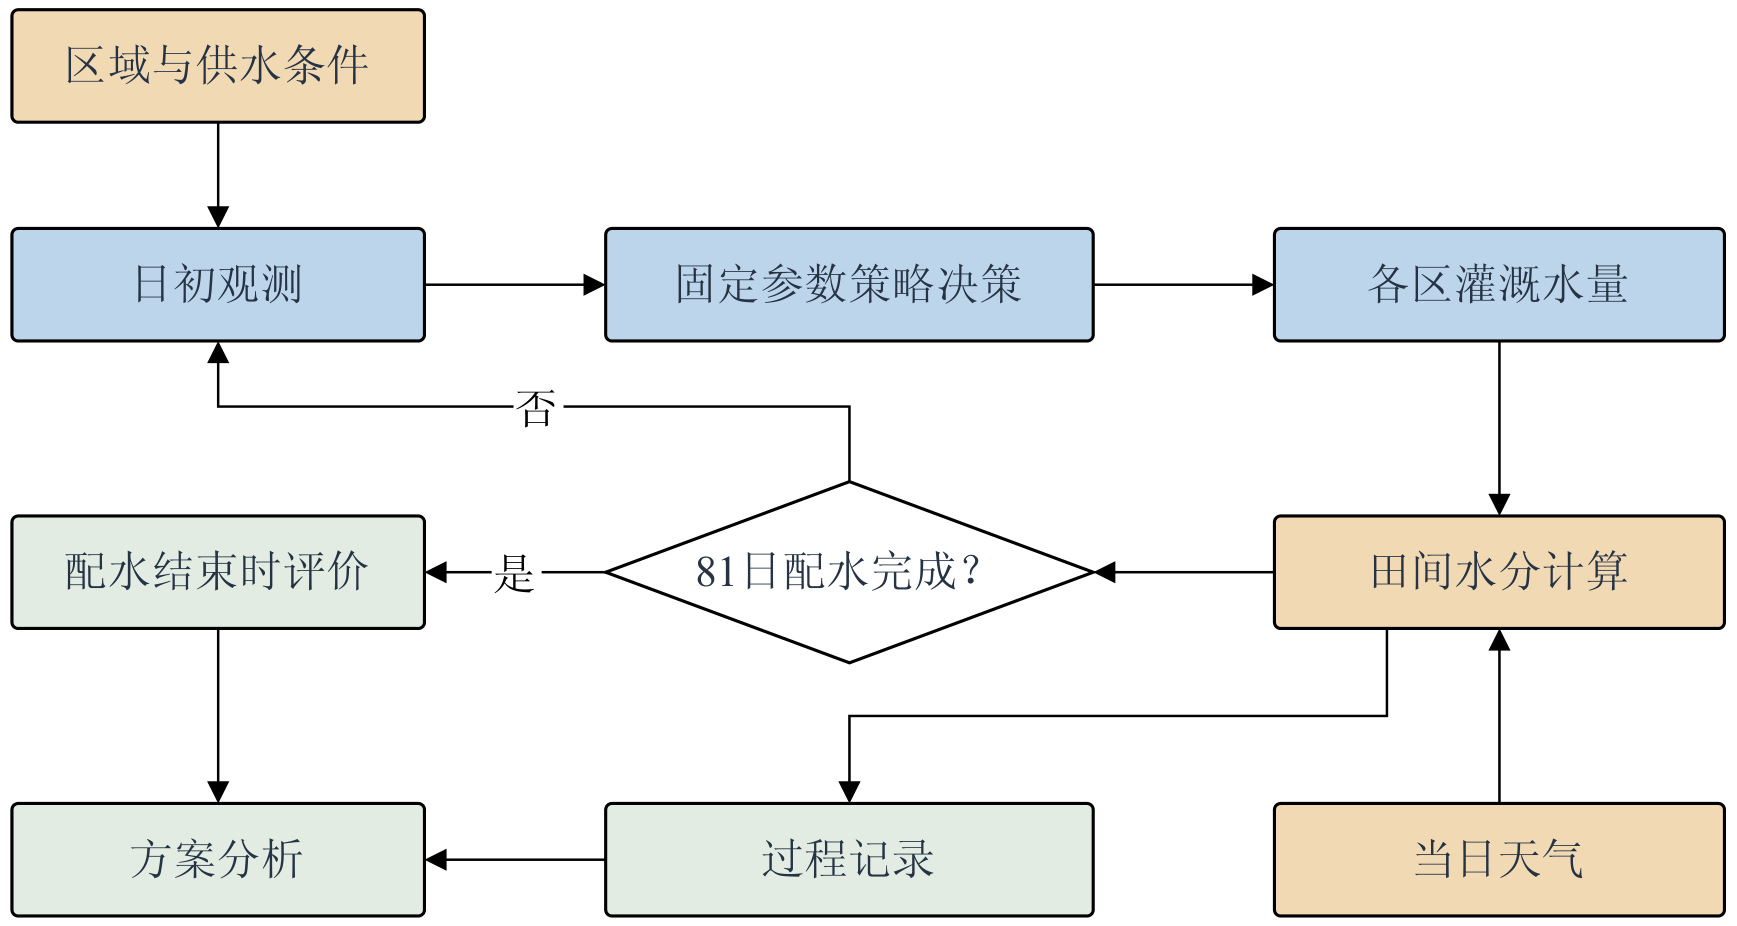 区域与供水条件
日初观测
固定参数策略决策
各区灌溉水量
否
配水结束时评价
是
81日配水完成？
田间水分计算
方案分析
过程记录
当日天气